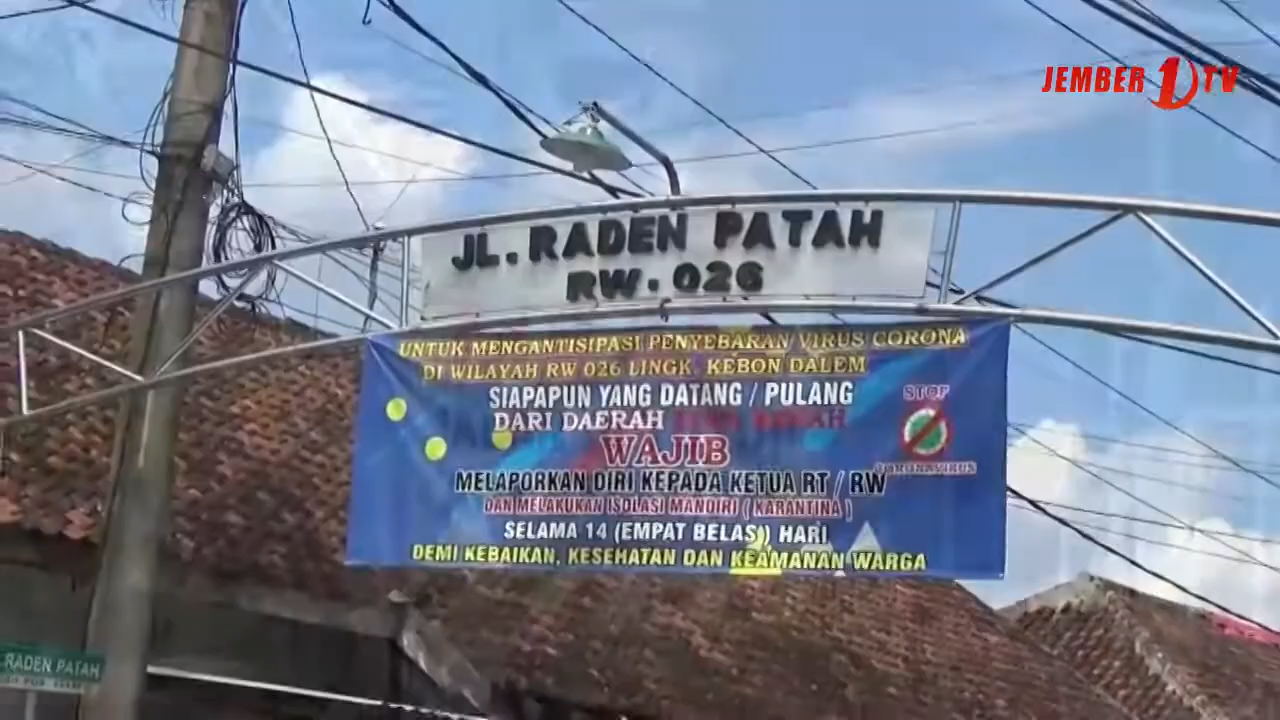 JEMBER 1 TV
JL. RADEN PATAH
RW. 026
UNTUK MENGANTISIPASI PENYEBARAN VIRUS CORONA
DI WILAYAH RW 026 LINGK. KEBON DALEM
SIAPAPUN YANG DATANG / PULANG
DARI DAERAH
WAJIB
MELAPORKAN DIRI KEPADA KETUA RT / RW
DAN MELAKUKAN ISOLASI MANDIRI ( KARANTINA )
SELAMA 14 (EMPAT BELAS) HARI
DEMI KEBAIKAN, KESEHATAN DAN KEAMANAN WARGA
STOP
CORONAVIRUS
RADEN PATAH